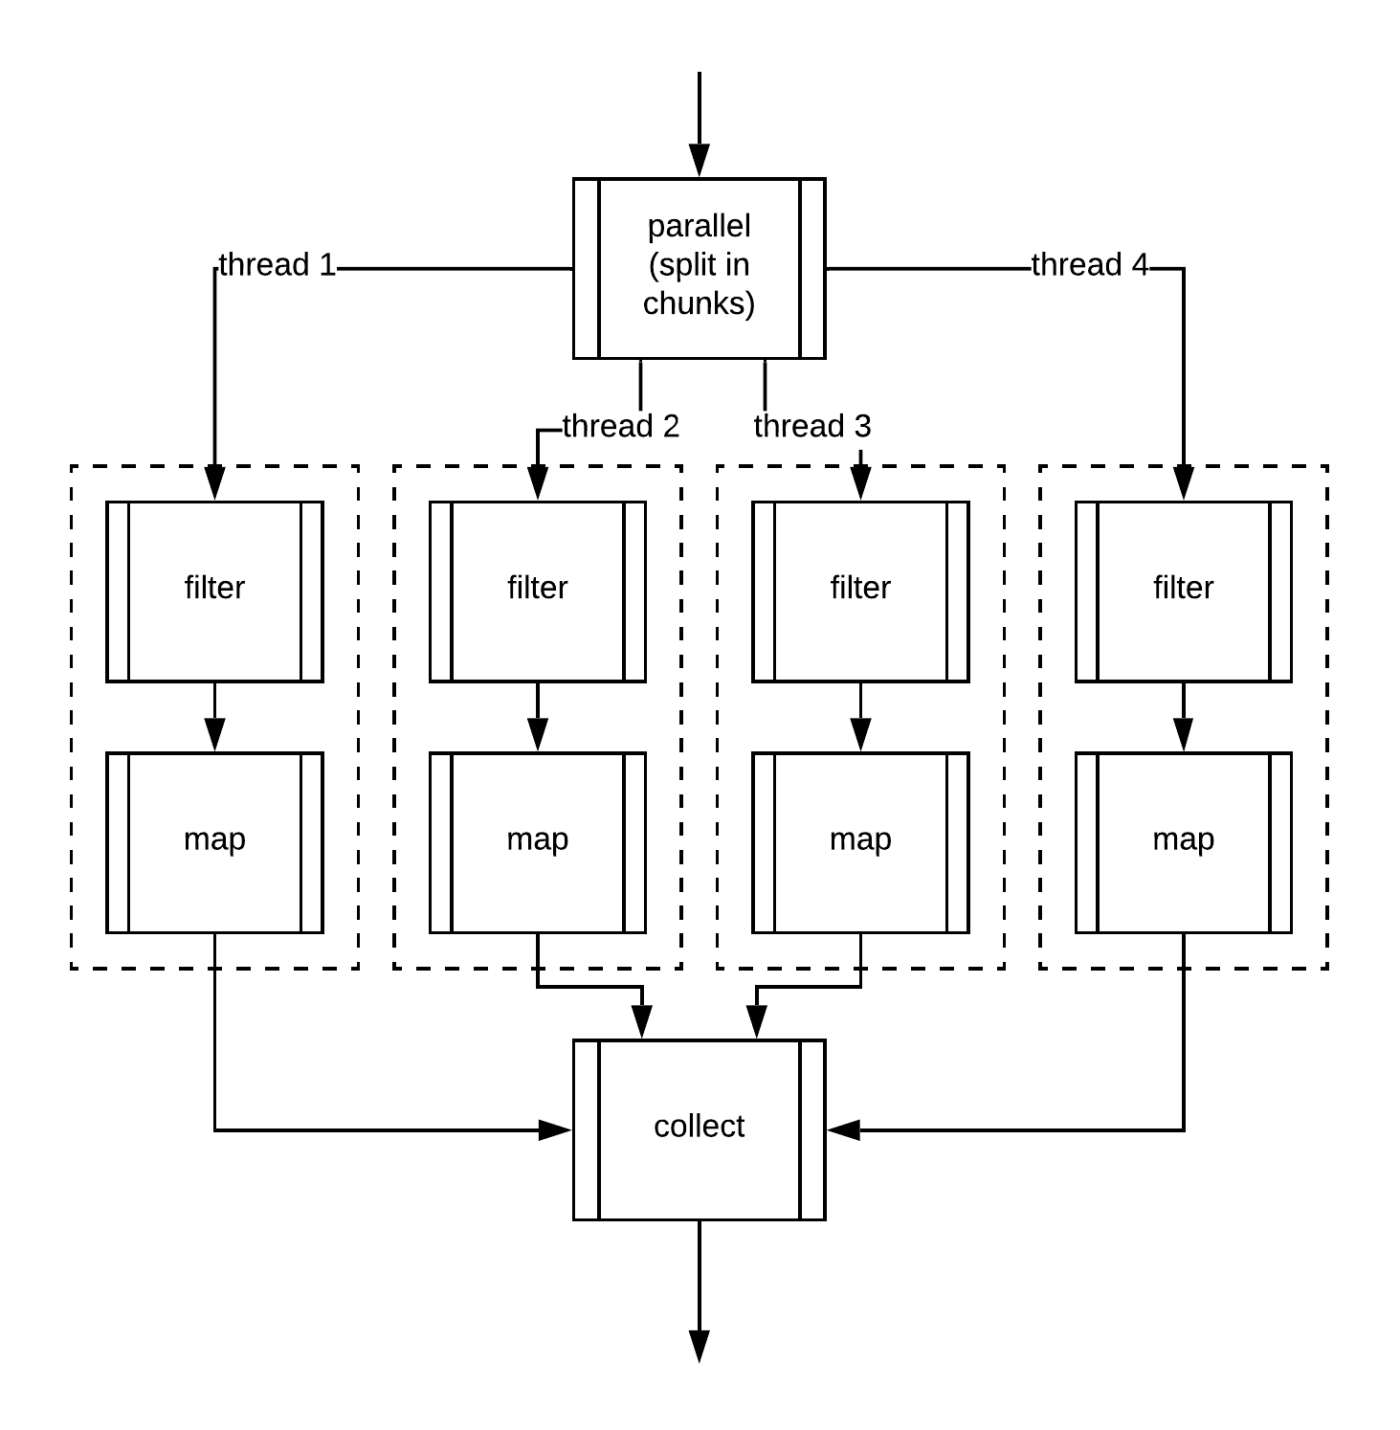 parallel
(split in
chunks)
thread 1
thread 4
thread 2
thread 3
filter
filter
filter
filter
map
map
map
map
collect